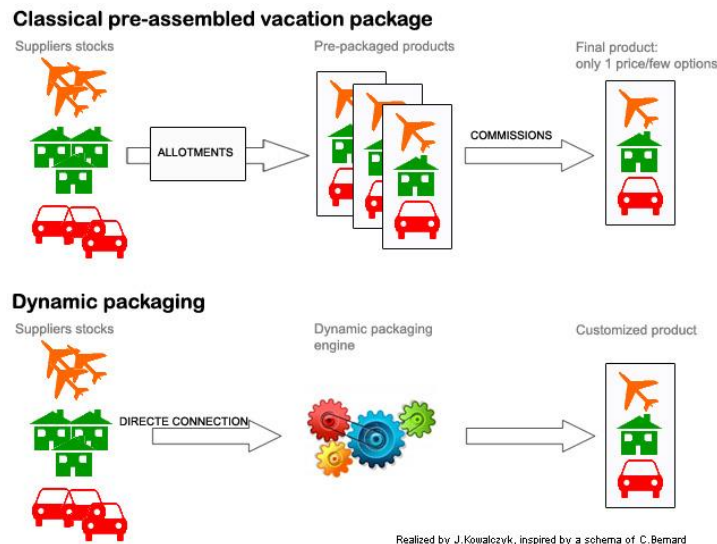 Classical pre-assembled vacation package
Suppliers stocks
Pre-packaged products
Final product:
only 1 price/few options
ALLOTMENTS
COMMISSIONS
Dynamic packaging
Suppliers stocks
Dynamic packaging
engine
Customized product
DIRECTE CONNECTION
Realized by J.Kowalczyk, inspired by a schema of C.Bernard